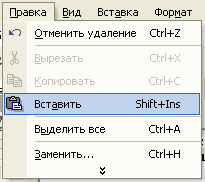 Правка Вид Вставка Формат
Отменить удаление Ctrl+Z
Вырезать Ctrl+X
Копировать Ctrl+C
Вставить Shift+Ins
Выделить все Ctrl+A
Заменить... Ctrl+H